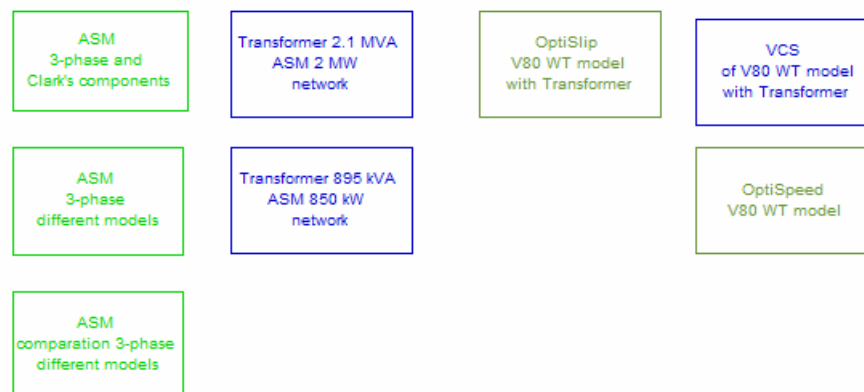 ASM
3-phase and
Clark's components
Transformer 2.1 MVA
ASM 2 MW
network
OptiSlip
V80 WT model
with Transformer
VCS
of V80 WT model
with Transformer
ASM
3-phase
different models
Transformer 895 kVA
ASM 850 kW
network
OptiSpeed
V80 WT model
ASM
comparation 3-phase
different models